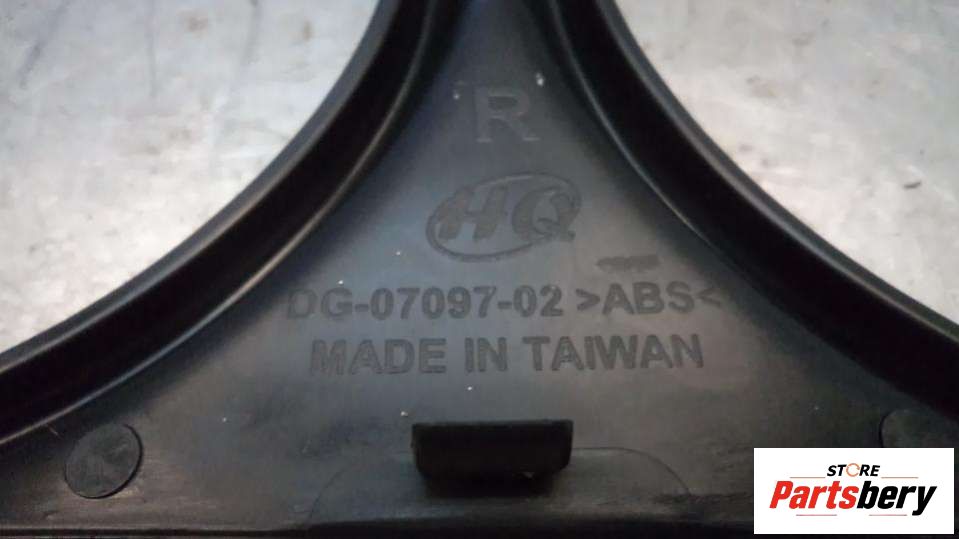 R
HQ
DG-07097-02 >ABS<
MADE IN TAIWAN
STORE
Partsbery